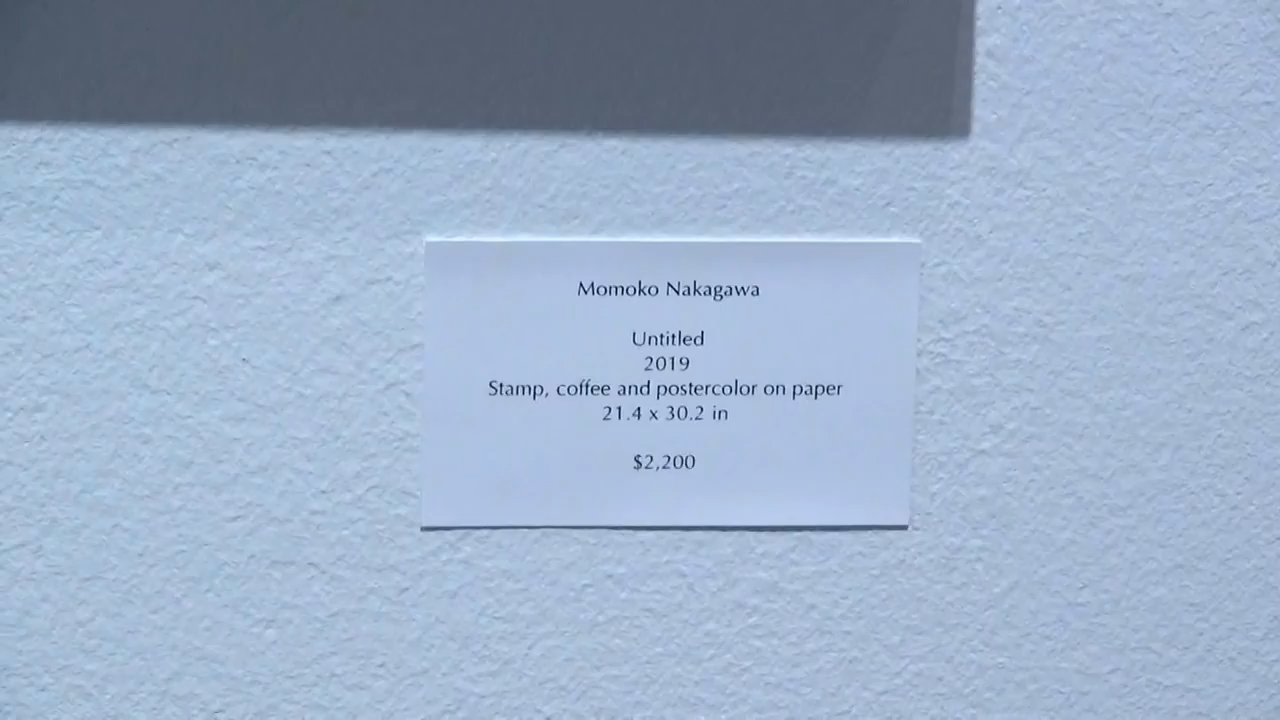 Momoko Nakagawa
Untitled
2019
Stamp, coffee and postercolor on paper
21.4 x 30.2 in
$2,200